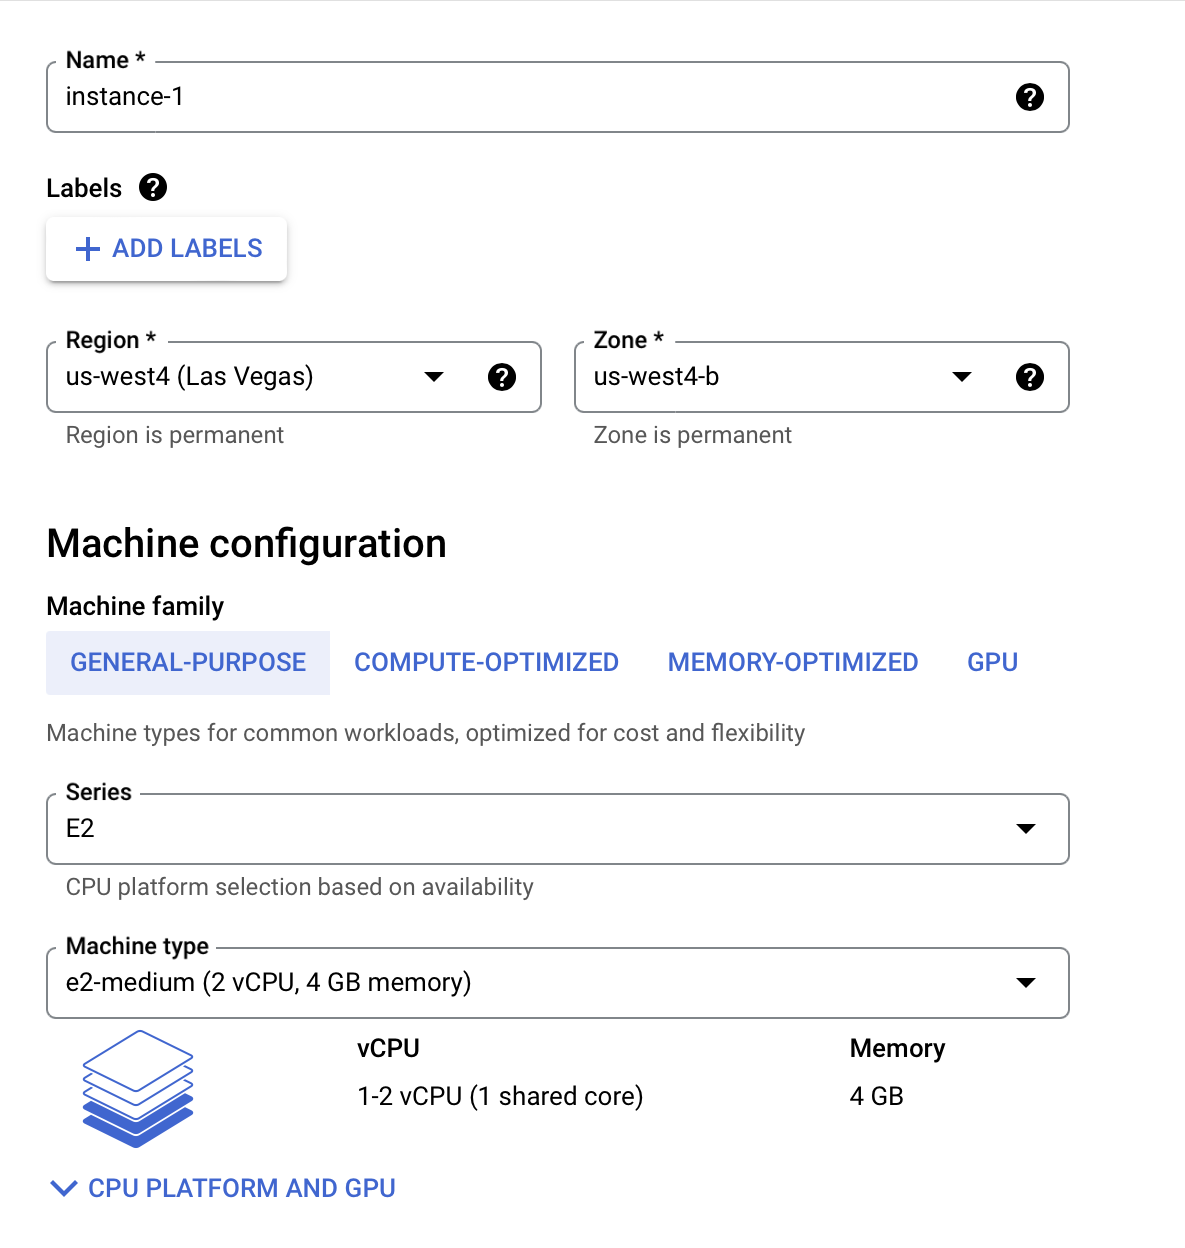 Name *
instance-1
Labels
ADD LABELS
Region *
us-west4 (Las Vegas)
Region is permanent
Zone *
us-west4-b
Zone is permanent
Machine configuration
Machine family
GENERAL-PURPOSE COMPUTE-OPTIMIZED MEMORY-OPTIMIZED GPU
Machine types for common workloads, optimized for cost and flexibility
Series
E2
CPU platform selection based on availability
Machine type
e2-medium (2 vCPU, 4 GB memory)
vCPU
1-2 vCPU (1 shared core)
Memory
4 GB
CPU PLATFORM AND GPU